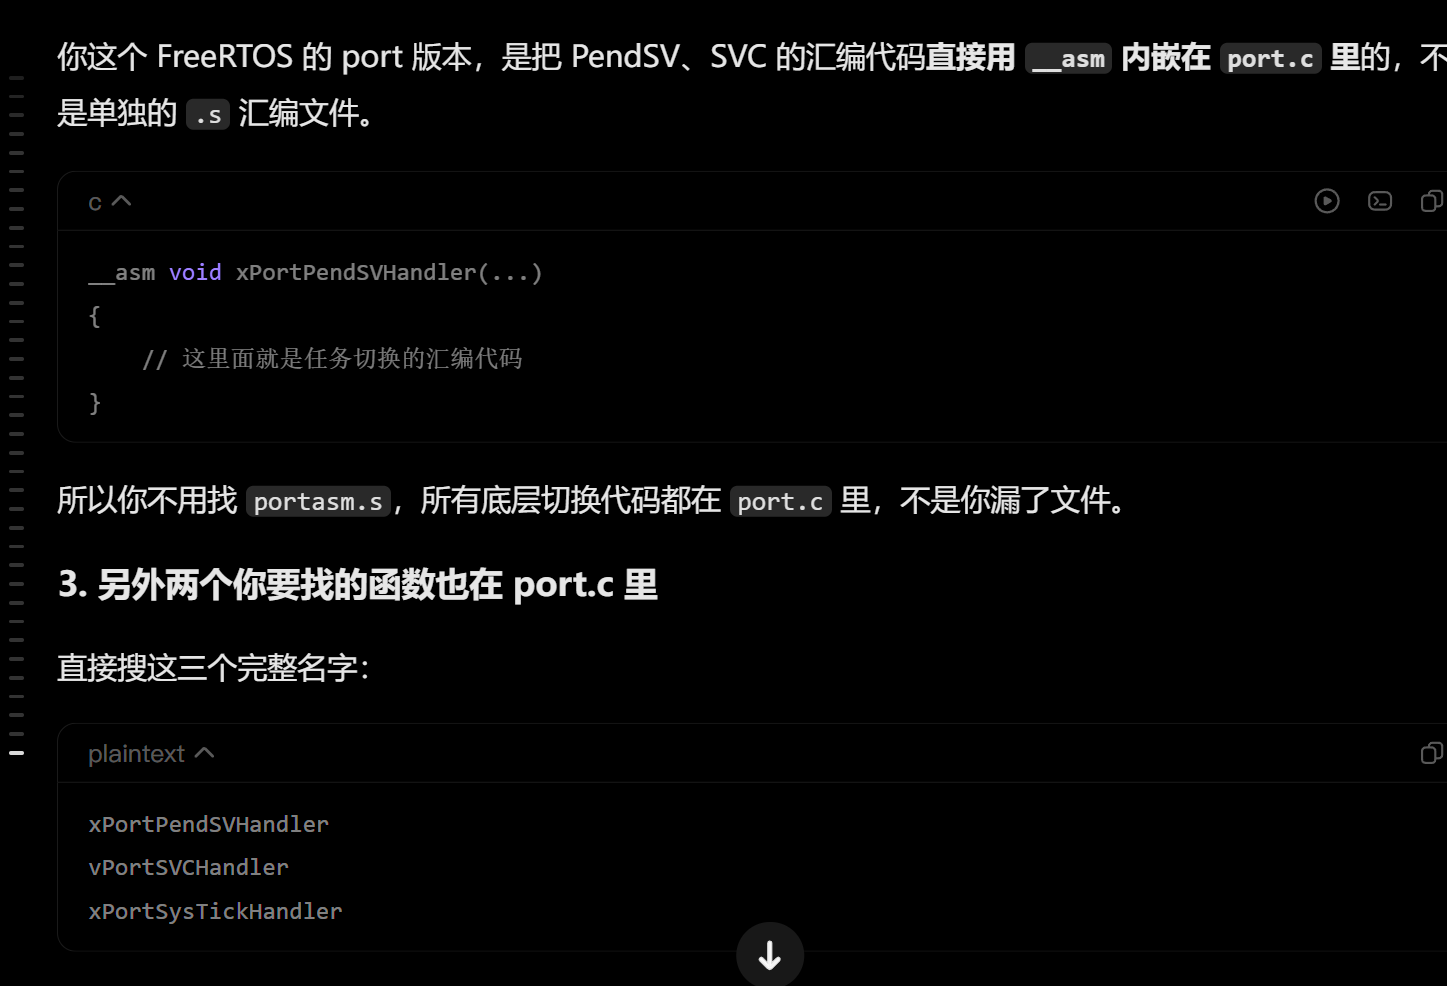 你这个 FreeRTOS 的 port 版本，是把 PendSV、SVC 的汇编代码直接用 __asm 内嵌在 port.c 里的，不
是单独的 .s 汇编文件。
c
__asm void xPortPendSVHandler(...)
{
// 这里面就是任务切换的汇编代码
}
所以你不用找 portasm.s，所有底层切换代码都在 port.c 里，不是你漏了文件。
3. 另外两个你要找的函数也在 port.c 里
直接搜这三个完整名字：
plaintext
xPortPendSVHandler
vPortSVCHandler
xPortSysTickHandler